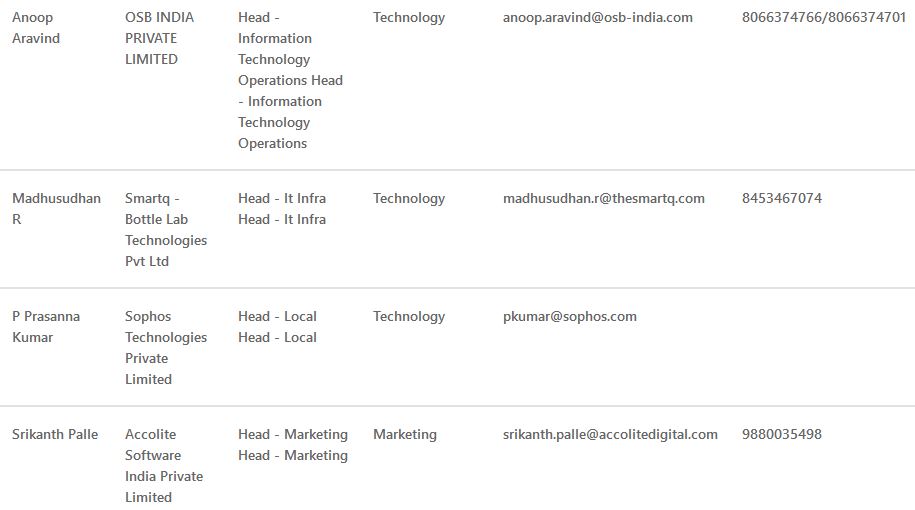 Anoop OSB INDIA Head - Technology anoop.aravind@osb-india.com 8066374766/8066374701
Aravind PRIVATE Information
LIMITED Technology
Operations Head
- Information
Technology
Operations
Madhusudhan Smartq - Head - It Infra Technology madhusudhan.r@thesmartq.com 8453467074
R Bottle Lab Head - It Infra
Technologies
Pvt Ltd
P Prasanna Sophos Head - Local Technology pkumar@sophos.com
Kumar Technologies Head - Local
Private
Limited
Srikanth Palle Accolite Head - Marketing Marketing srikanth.palle@accolitedigital.com 9880035498
Software Head - Marketing
India Private
Limited